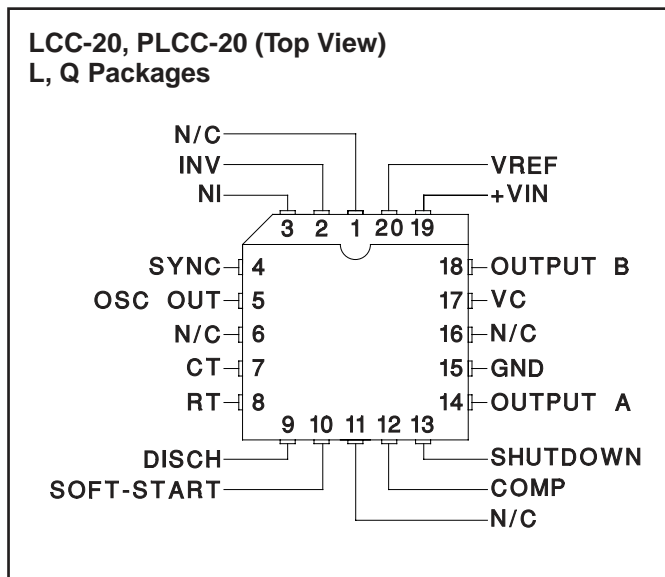 LCC-20, PLCC-20 (Top View)
L, Q Packages
N/C
INV
NI
VREF
+VIN
3 2 1 20 19
SYNC 4
OSC OUT 5
N/C 6
CT 7
RT 8
18 OUTPUT B
17 VC
16 N/C
15 GND
14 OUTPUT A
9 10 11 12 13
DISCH
SOFT-START
SHUTDOWN
COMP
N/C